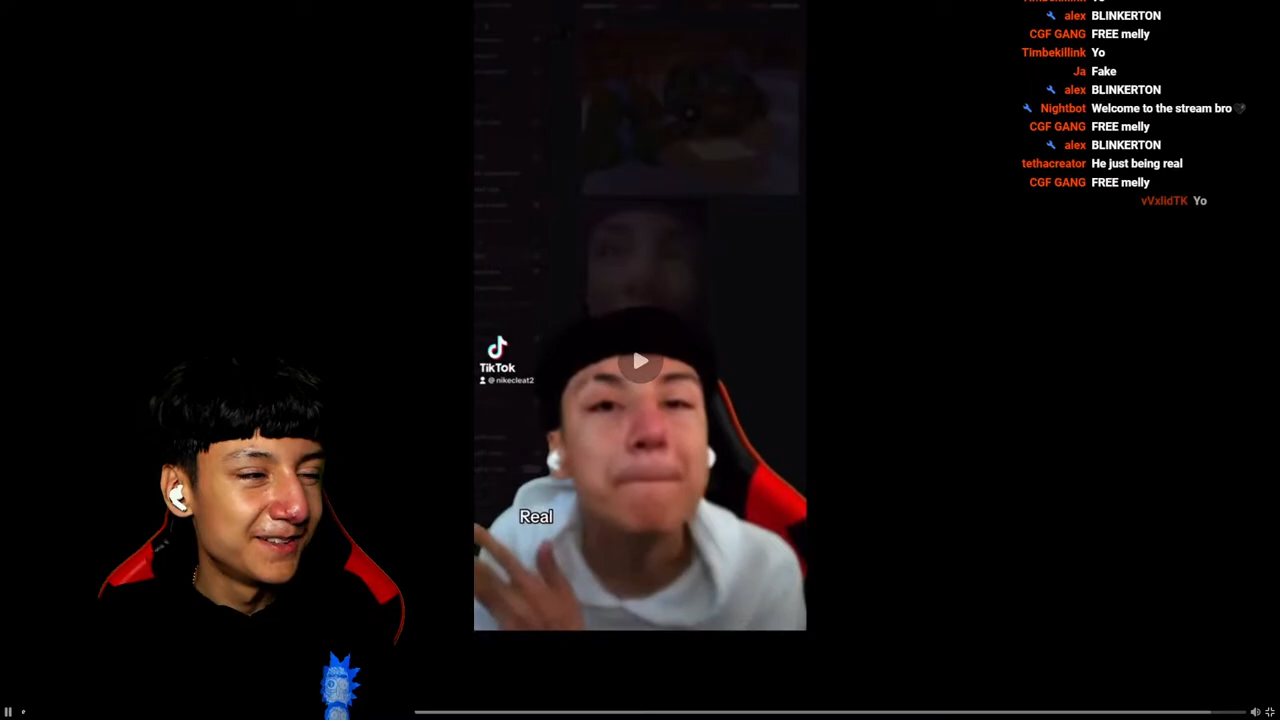 TikTok
@nikecleat2
Real
Yo
alex BLINKERTON
CGF GANG FREE melly
Timbekillink Yo
Ja Fake
alex BLINKERTON
Nightbot Welcome to the stream bro
CGF GANG FREE melly
alex BLINKERTON
tethacreator He just being real
CGF GANG FREE melly
vVxlidTK Yo